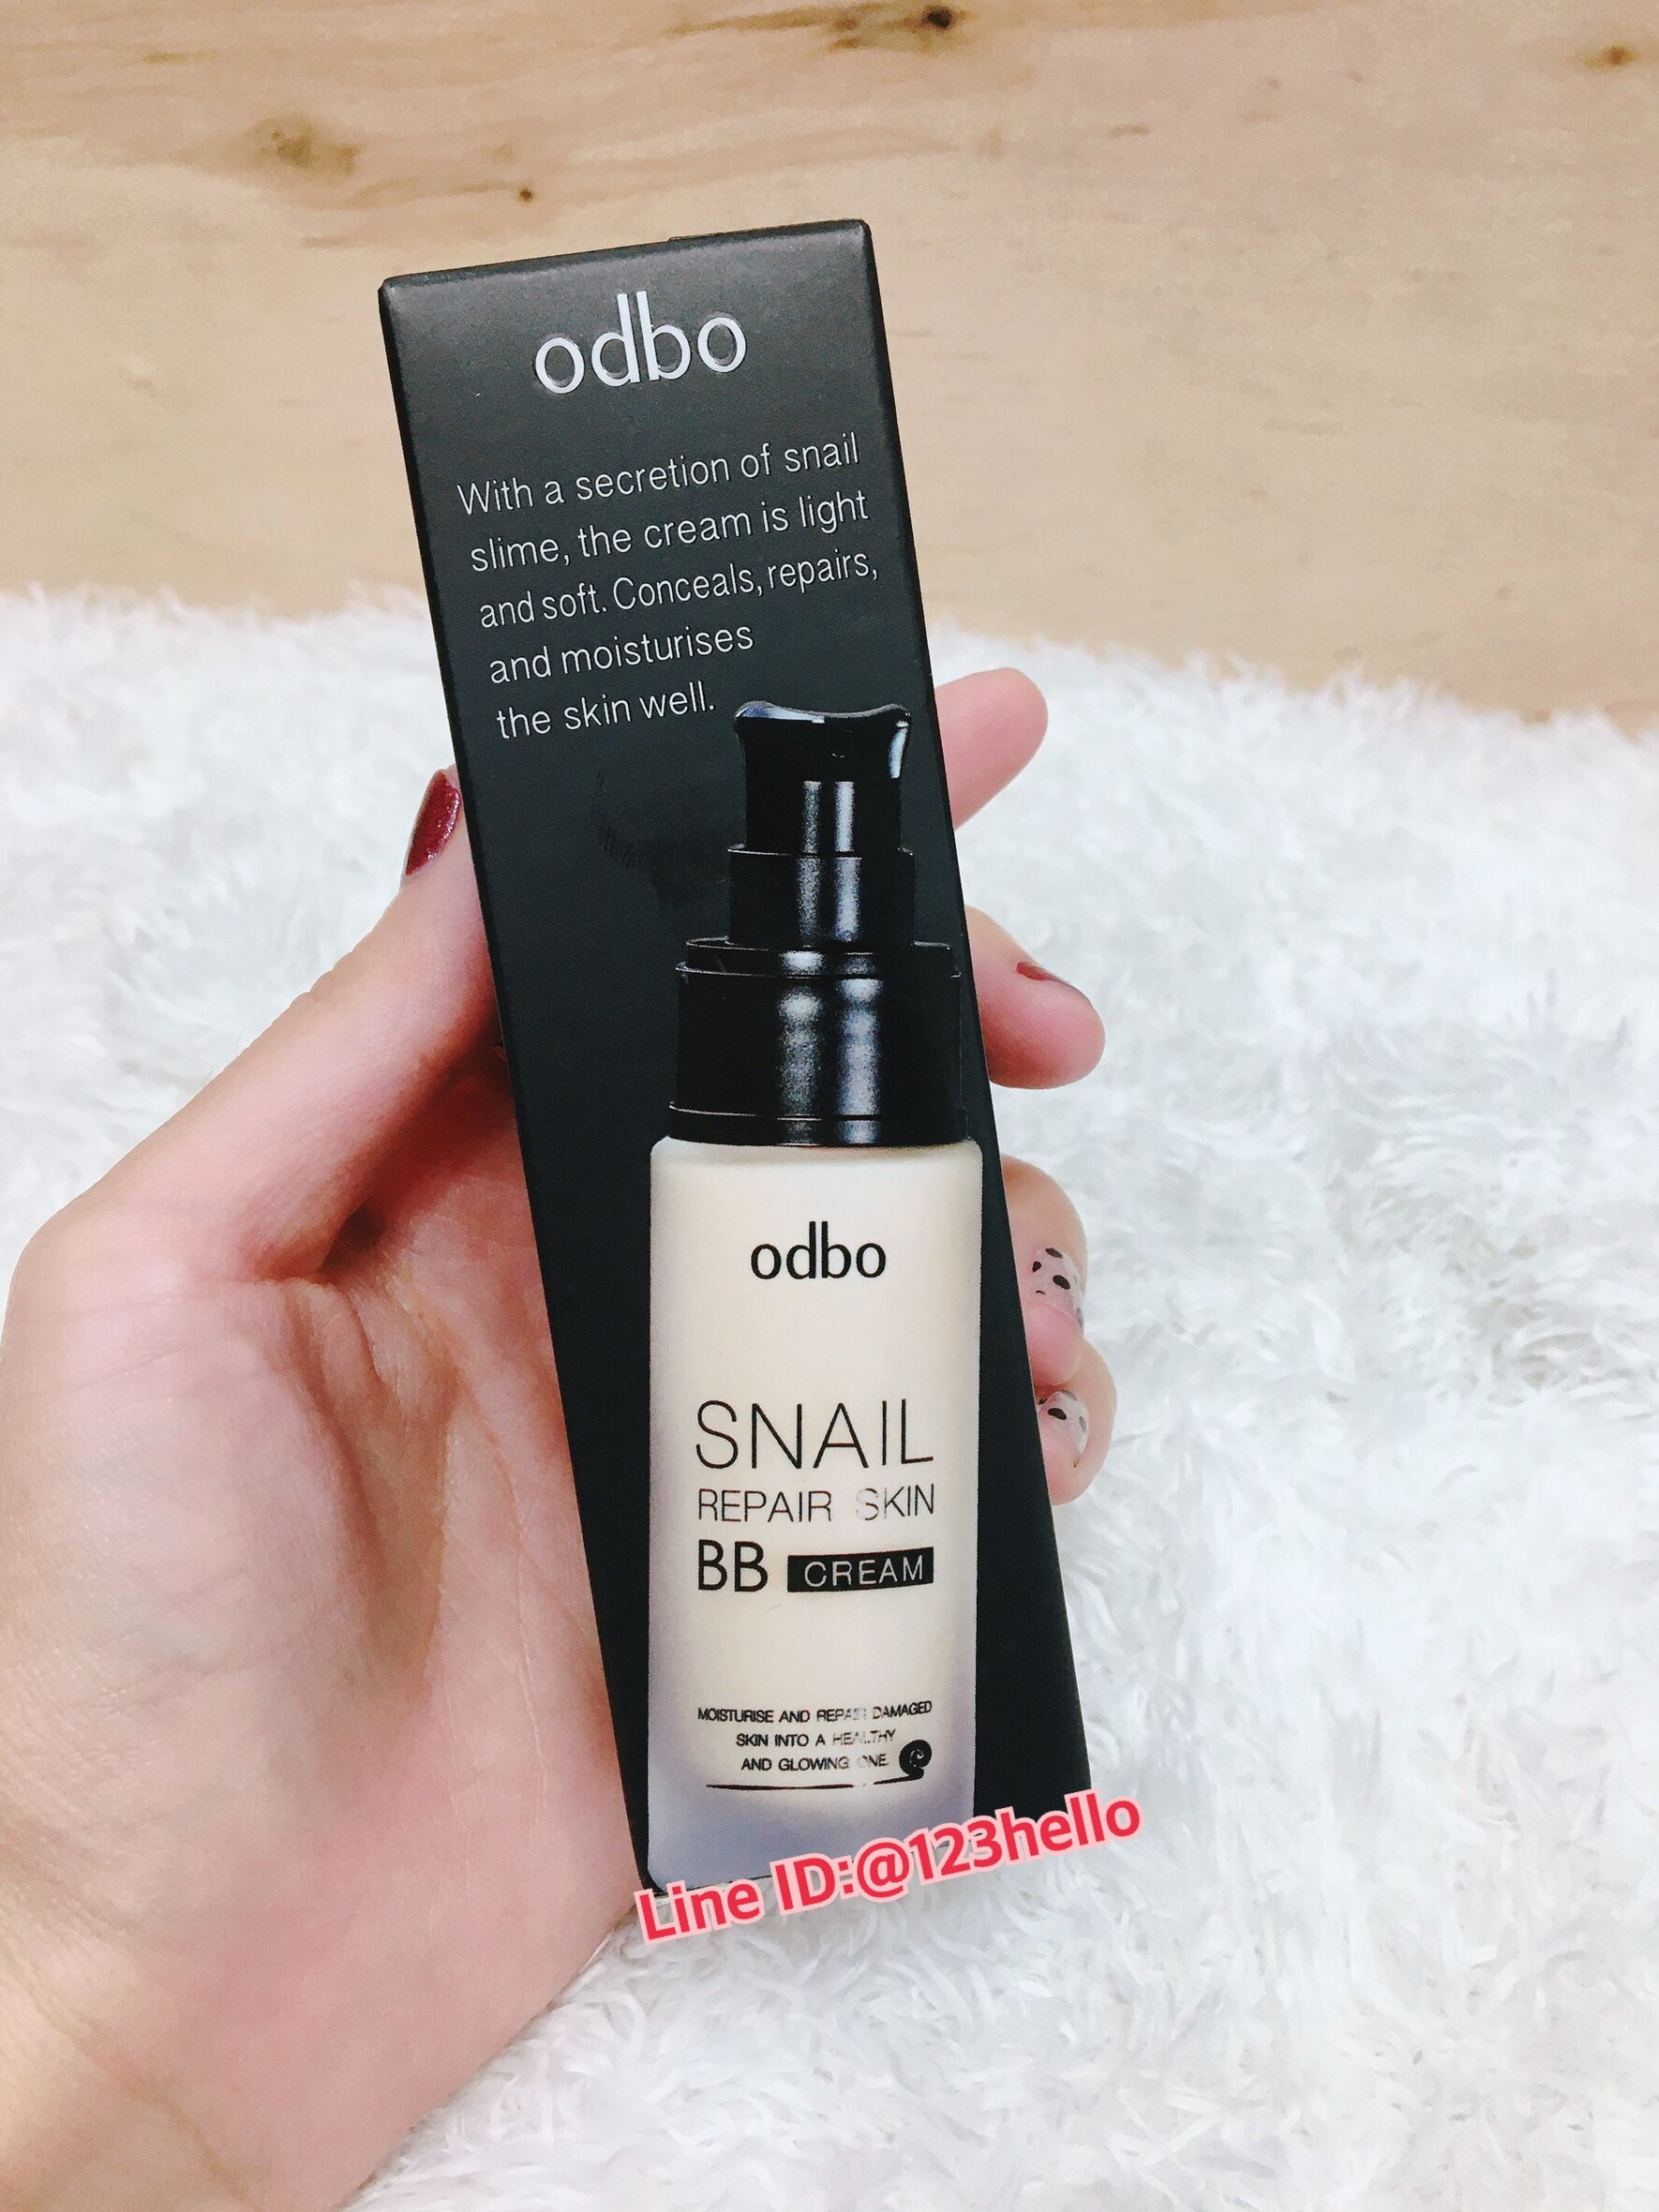 odbo
With a secretion of snail
slime, the cream is light
and soft. Conceals, repairs,
and moisturises
the skin well.
odbo
SNAIL
REPAIR SKIN
BB CREAM
MOISTURISE AND REPAIR DAMAGED
SKIN INTO A HEALTHY
AND GLOWING ONE
Line ID:@123hello